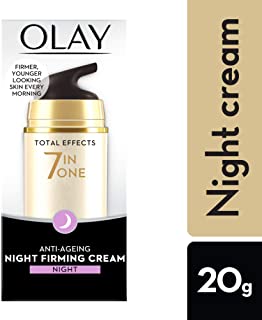 OLAY
FIRMER,
YOUNGER
LOOKING
SKIN EVERY
MORNING
TOTAL EFFECTS
7 IN
ONE
ANTI-AGEING
NIGHT FIRMING CREAM
NIGHT
Night cream
20g